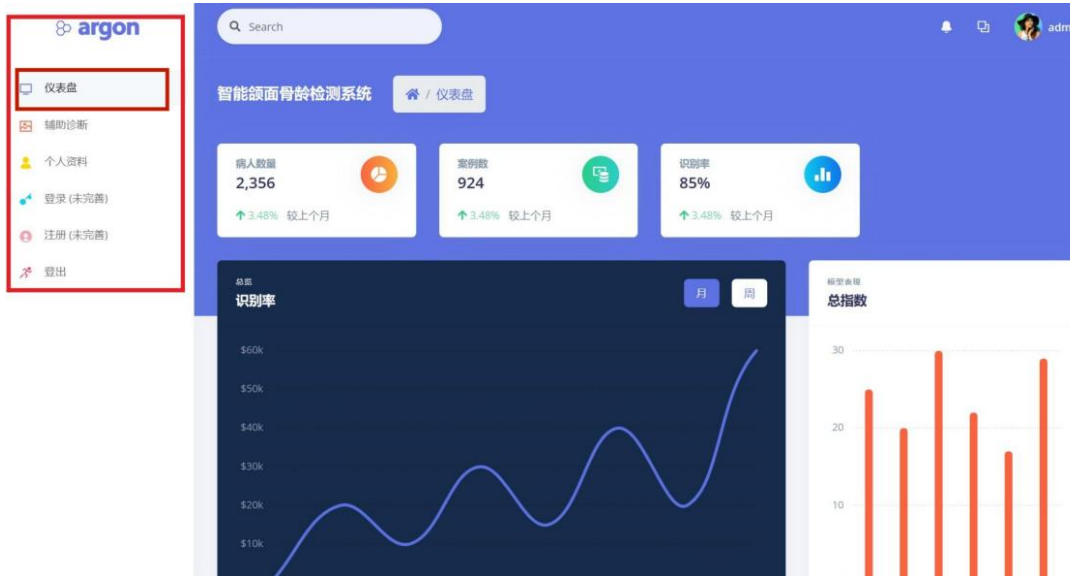 argon
Search
adm
仪表盘
辅助诊断
个人资料
登录 (未完善)
注册 (未完善)
登出
智能颌面骨龄检测系统
/ 仪表盘
病人数量
2,356
3.48% 较上个月
案例数
924
3.48% 较上个月
识别率
85%
3.48% 较上个月
总览
识别率
月
周
$60k
$50k
$40k
$30k
$20k
$10k
模型表现
总指数
30
20
10